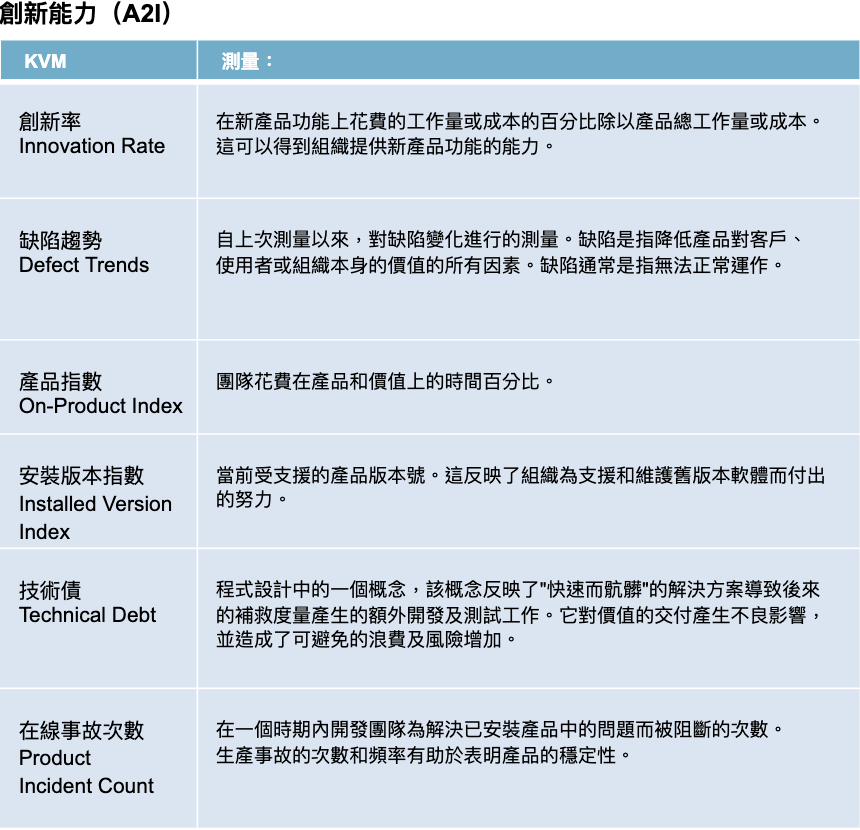 創新能力（A2I）
KVM
測量：
創新率
Innovation Rate
在新產品功能上花費的工作量或成本的百分比除以產品總工作量或成本。
這可以得到組織提供新產品功能的能力。
缺陷趨勢
Defect Trends
自上次測量以來，對缺陷變化進行的測量。缺陷是指降低產品對客戶、
使用者或組織本身的價值的所有因素。缺陷通常是指無法正常運作。
產品指數
On-Product Index
團隊花費在產品和價值上的時間百分比。
安裝版本指數
Installed Version
Index
當前受支援的產品版本號。這反映了組織為支援和維護舊版本軟體而付出
的努力。
技術債
Technical Debt
程式設計中的一個概念，該概念反映了"快速而骯髒"的解決方案導致後來
的補救度量產生的額外開發及測試工作。它對價值的交付產生不良影響，
並造成了可避免的浪費及風險增加。
在線事故次數
Product
Incident Count
在一個時期內開發團隊為解決已安裝產品中的問題而被阻斷的次數。
生產事故的次數和頻率有助於表明產品的穩定性。